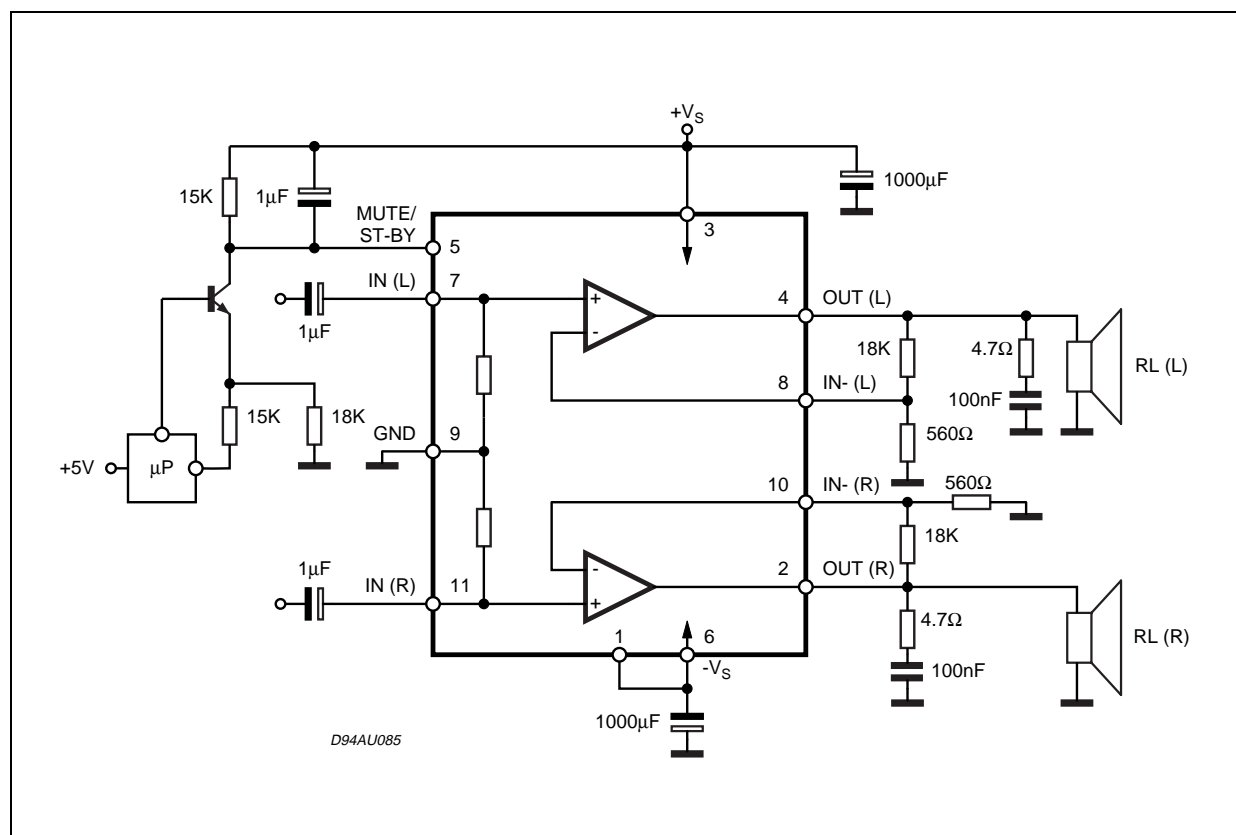 +VS
15K
1μF
1000μF
MUTE/
ST-BY
5
3
IN (L)
7
1μF
4
OUT (L)
+
-
18K
4.7Ω
RL (L)
8
IN- (L)
100nF
15K
18K
GND
9
560Ω
+5V
μP
10
IN- (R)
560Ω
18K
1μF
IN (R)
11
-
+
2
OUT (R)
4.7Ω
RL (R)
1
6
-VS
100nF
1000μF
D94AU085